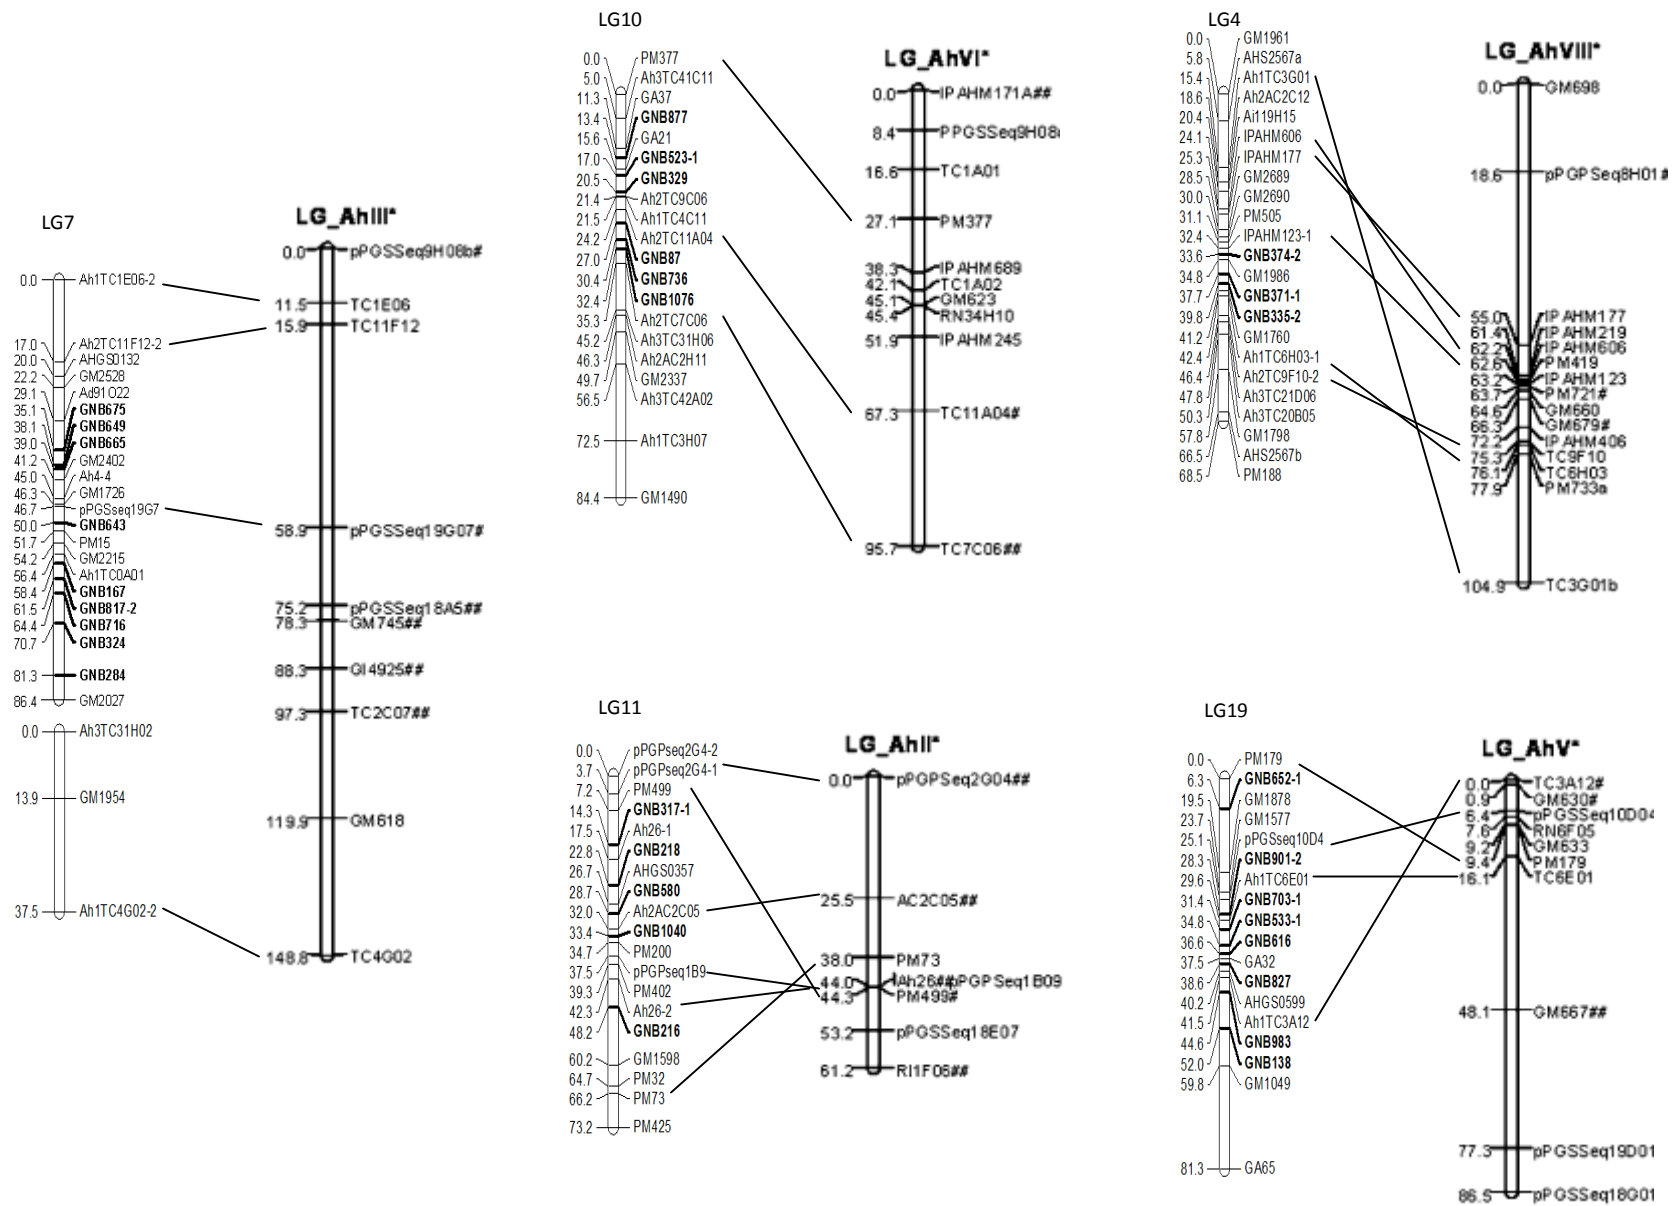 LG7
0.0 Ah1TC1E06-2
17.0 Ah2TC11F12-2
20.0 AHGS0132
22.2 GM2528
29.1 Ad91O22
35.1 GNB675
38.1 GNB649
39.0 GNB665
41.2 GM2402
45.0 Ah4-4
46.3 GM1726
46.7 pPGSseq19G7
50.0 GNB643
51.7 PM15
54.2 GM2215
56.4 Ah1TC0A01
58.4 GNB167
61.5 GNB817-2
64.4 GNB716
70.7 GNB324
81.3 GNB284
86.4 GM2027
0.0 Ah3TC31H02
13.9 GM1954
37.5 Ah1TC4G02-2
LG_AhIII*
0.0 pPGSSeq9H08b#
11.5 TC1E06
15.9 TC11F12
58.9 pPGSSeq19G07#
75.2 pPGSSeq18A5##
78.3 GM745##
88.3 GI4925##
97.3 TC2C07##
119.9 GM618
148.8 TC4G02
LG10
0.0 PM377
5.0 Ah3TC41C11
11.3 GA37
13.4 GNB877
15.6 GA21
17.0 GNB523-1
20.5 GNB329
21.4 Ah2TC9C06
21.5 Ah1TC4C11
24.2 Ah2TC11A04
27.0 GNB87
30.4 GNB736
32.4 GNB1076
35.3 Ah2TC7C06
45.2 Ah3TC31H06
46.3 Ah2AC2H11
49.7 GM2337
56.5 Ah3TC42A02
72.5 Ah1TC3H07
84.4 GM1490
LG_AhVI*
0.0 IPAHM171A##
8.4 PPGSSeq9H08
16.6 TC1A01
27.1 PM377
38.3 IPAHM689
42.1 TC1A02
45.1 GM623
45.4 RN34H10
51.9 IPAHM245
67.3 TC11A04#
95.7 TC7C06##
LG4
0.0 GM1961
5.8 AHS2567a
15.4 Ah1TC3G01
18.6 Ah2AC2C12
20.4 Ai119H15
24.1 IPAHM606
25.3 IPAHM177
28.5 GM2689
30.0 GM2690
31.1 PM505
32.4 IPAHM123-1
33.6 GNB374-2
34.8 GM1986
37.7 GNB371-1
39.8 GNB335-2
41.2 GM1760
42.4 Ah1TC6H03-1
46.4 Ah2TC9F10-2
47.8 Ah3TC21D06
50.3 Ah3TC20B05
57.8 GM1798
66.5 AHS2567b
68.5 PM188
LG_AhVIII*
0.0 GM698
18.6 pPGPSeq8H01#
55.0 IPAHM177
61.4 IPAHM219
62.2 IPAHM606
62.6 PM419
63.2 IPAHM123
63.7 PM721#
64.6 GM660
66.3 GM679#
72.2 IPAHM406
75.3 TC9F10
76.1 TC6H03
77.9 PM733a
104.9 TC3G01b
LG11
0.0 pPGPseq2G4-2
3.7 pPGPseq2G4-1
7.2 PM499
14.3 GNB317-1
17.5 Ah26-1
22.8 GNB218
26.7 AHGS0357
28.7 GNB580
32.0 Ah2AC2C05
33.4 GNB1040
34.7 PM200
37.5 pPGPseq1B9
39.3 PM402
42.3 Ah26-2
48.2 GNB216
60.2 GM1598
64.7 PM32
66.2 PM73
73.2 PM425
LG_AhII*
0.0 pPGPSeq2G04##
25.5 AC2C05##
38.0 PM73
44.0 Ah26##pPGPSeq1B09
44.3 PM499#
53.2 pPGSSeq18E07
61.2 RI1F06##
LG19
0.0 PM179
6.3 GNB652-1
19.5 GM1878
23.7 GM1577
25.1 pPGSseq10D4
28.3 GNB901-2
29.6 Ah1TC6E01
31.4 GNB703-1
34.8 GNB533-1
36.6 GNB616
37.5 GA32
38.6 GNB827
40.2 AHGS0599
41.5 Ah1TC3A12
44.6 GNB983
52.0 GNB138
59.8 GM1049
81.3 GA65
LG_AhV*
0.0 TC3A12#
0.9 GM630#
6.4 pPGSSeq10D04
7.6 RN6F05
9.2 GM633
9.4 PM179
16.1 TC6E01
48.1 GM667##
77.3 pPGSSeq19D01
86.5 pPGSSeq18G01